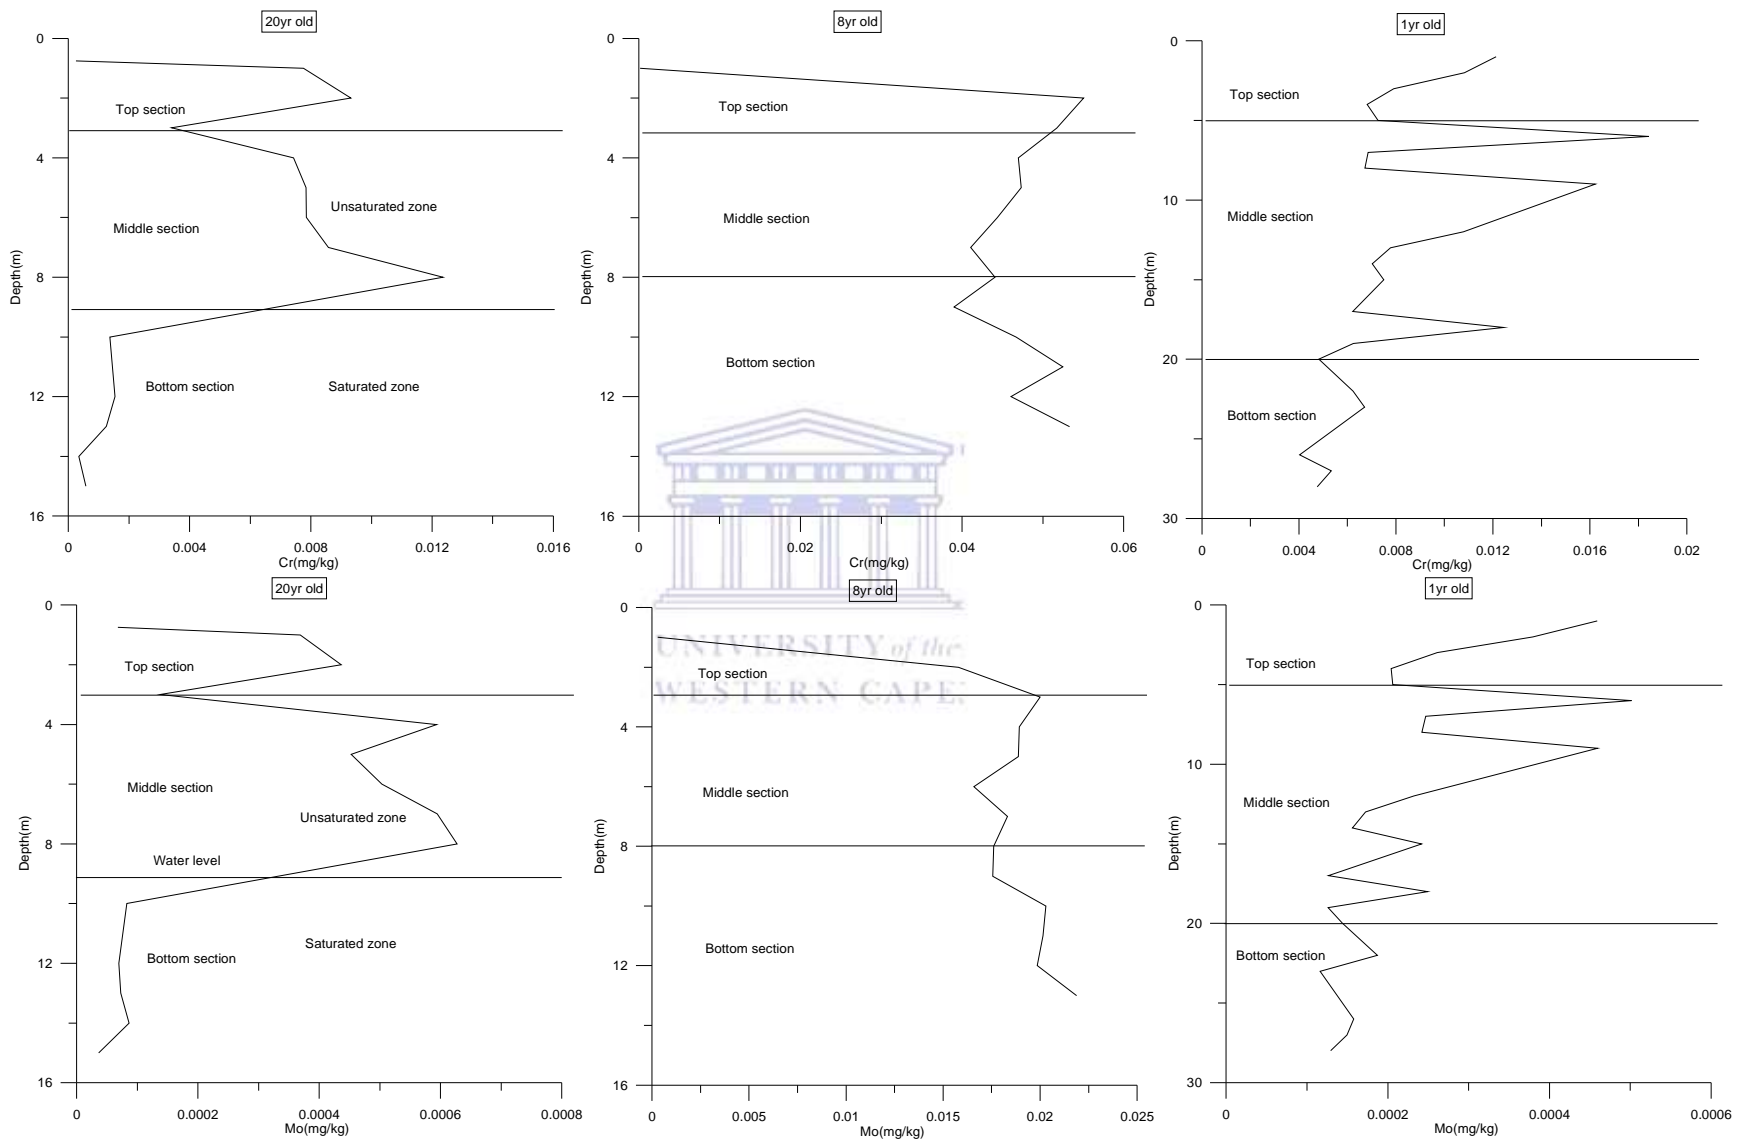 20yr old
0
4
8
12
16
Depth(m)
Top section
Middle section
Unsaturated zone
Bottom section
Saturated zone
0
0.004
0.008
0.012
0.016
Cr(mg/kg)
8yr old
0
4
8
12
16
Depth(m)
Top section
Middle section
Bottom section
0
0.02
0.04
0.06
Cr(mg/kg)
1yr old
0
10
20
30
Depth(m)
Top section
Middle section
Bottom section
0
0.004
0.008
0.012
0.016
0.02
Cr(mg/kg)
20yr old
0
4
8
12
16
Depth(m)
Top section
Middle section
Unsaturated zone
Water level
Bottom section
Saturated zone
0
0.0002
0.0004
0.0006
0.0008
Mo(mg/kg)
8yr old
0
4
8
12
16
Depth(m)
UNIVERSITY of the
WESTERN CAPE
Top section
Middle section
Bottom section
0
0.005
0.01
0.015
0.02
0.025
Mo(mg/kg)
1yr old
0
10
20
30
Depth(m)
Top section
Middle section
Bottom section
0
0.0002
0.0004
0.0006
Mo(mg/kg)